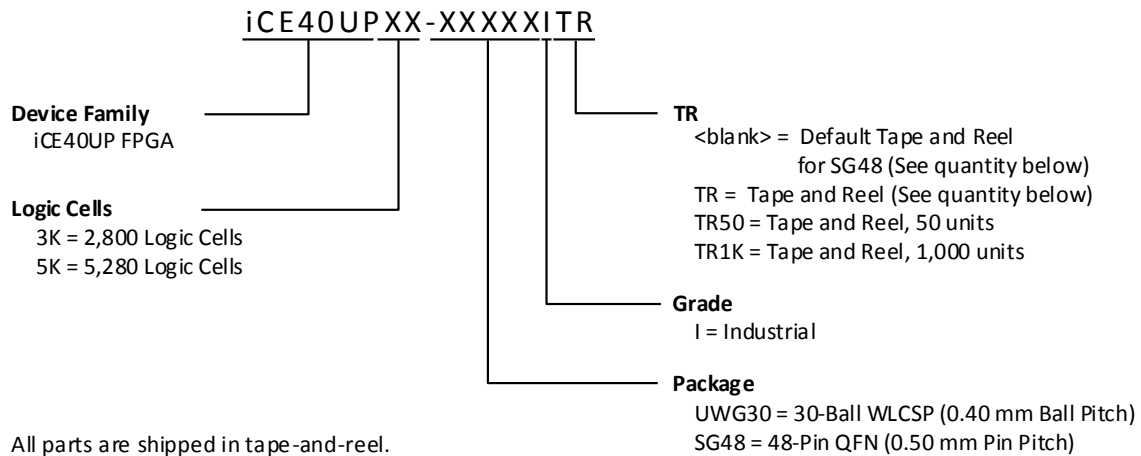 iCE40UPXX-XXXXXITR
Device Family
iCE40UP FPGA
Logic Cells
3K = 2,800 Logic Cells
5K = 5,280 Logic Cells
TR
<blank> = Default Tape and Reel
for SG48 (See quantity below)
TR = Tape and Reel (See quantity below)
TR50 = Tape and Reel, 50 units
TR1K = Tape and Reel, 1,000 units
Grade
I = Industrial
Package
UWG30 = 30-Ball WLCSP (0.40 mm Ball Pitch)
SG48 = 48-Pin QFN (0.50 mm Pin Pitch)
All parts are shipped in tape-and-reel.